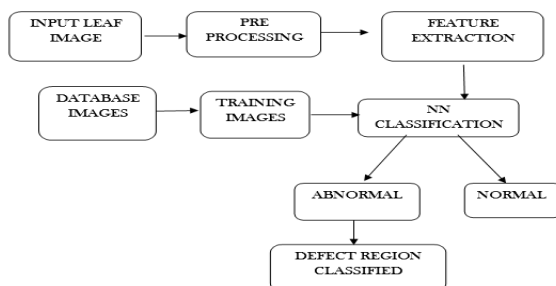 INPUT LEAF
IMAGE
PRE
PROCESSING
FEATURE
EXTRACTION
DATABASE
IMAGES
TRAINING
IMAGES
NN
CLASSIFICATION
ABNORMAL
NORMAL
DEFECT REGION
CLASSIFIED